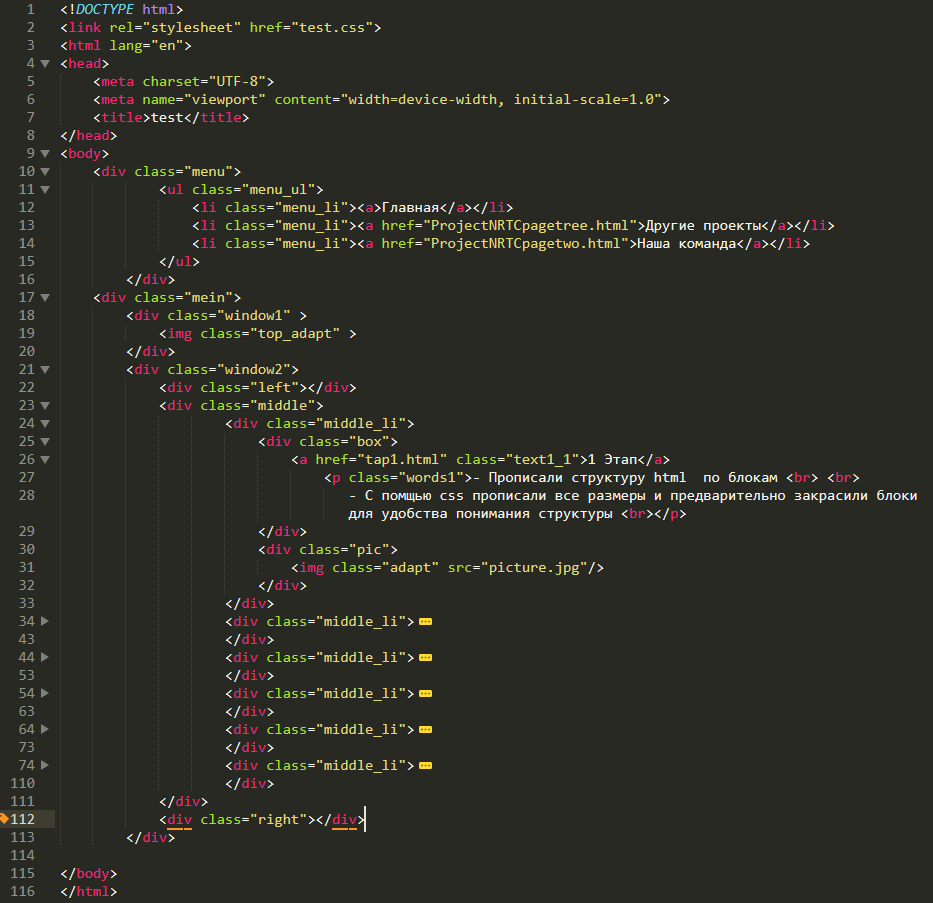 1 <!DOCTYPE html>
2 <link rel="stylesheet" href="test.css">
3 <html lang="en">
4 <head>
5 <meta charset="UTF-8">
6 <meta name="viewport" content="width=device-width, initial-scale=1.0">
7 <title>test</title>
8 </head>
9 <body>
10 <div class="menu">
11 <ul class="menu_ul">
12 <li class="menu_li"><a>Главная</a></li>
13 <li class="menu_li"><a href="ProjectNRTCpagetree.html">Другие проекты</a></li>
14 <li class="menu_li"><a href="ProjectNRTCpagetwo.html">Наша команда</a></li>
15 </ul>
16 </div>
17 <div class="mein">
18 <div class="window1" >
19 <img class="top_adapt" >
20 </div>
21 <div class="window2">
22 <div class="left"></div>
23 <div class="middle">
24 <div class="middle_li">
25 <div class="box">
26 <a href="tap1.html" class="text1_1">1 Этап</a>
27 <p class="words1">- Прописали структуру html  по блокам <br> <br>
28 - С помщью css прописали все размеры и предварительно закрасили блоки
для удобства понимания структуры <br></p>
29 </div>
30 <div class="pic">
31 <img class="adapt" src="picture.jpg"/>
32 </div>
33 </div>
34 <div class="middle_li">
43 </div>
44 <div class="middle_li">
53 </div>
54 <div class="middle_li">
63 </div>
64 <div class="middle_li">
73 </div>
74 <div class="middle_li">
110 </div>
111 </div>
112 <div class="right"></div>
113 </div>
114
115 </body>
116 </html>